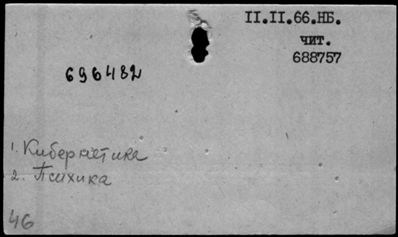 II.II.66.НБ.
чит.
688757
696482
1. Кибернетика
2. Психика
46